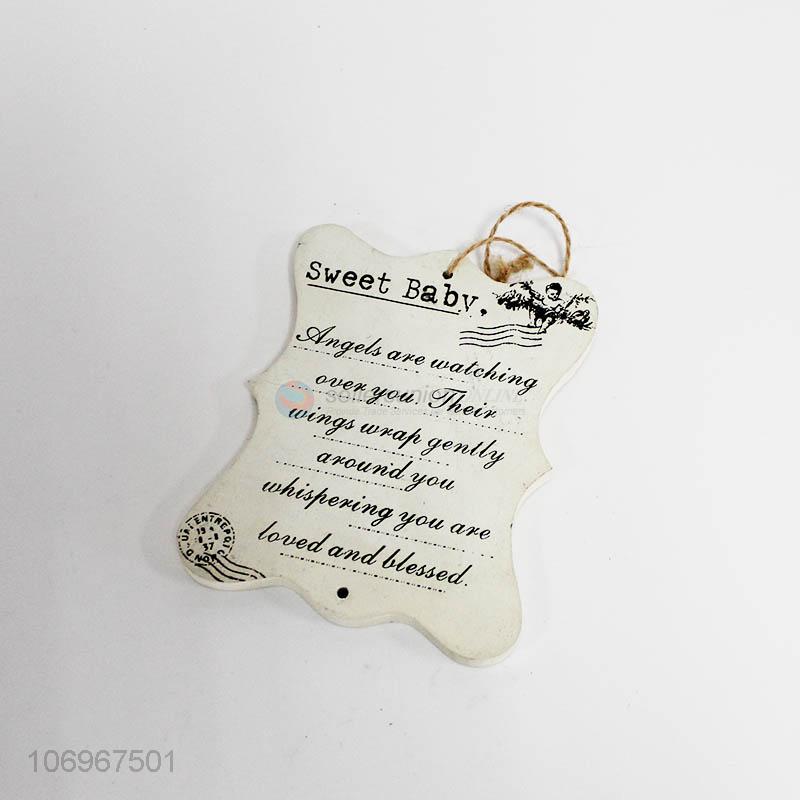 Sweet Baby,
Angels are watching
over you. Their
wings wrap gently
around you
whispering you are
loved and blessed.
106967501